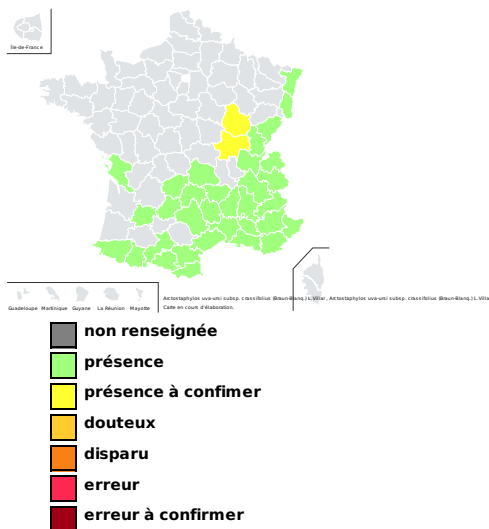 Île-de-France
Guadeloupe Martinique Guyane La Réunion Mayotte
Arctostaphylos uva-ursi subsp. crassifolius (Braun-Blanq.) L.Villar , Arctostaphylos uva-ursi subsp. crassifolius (Braun-Blanq.) L.Villa
Carte en cours d'élaboration.
non renseignée
présence
présence à confimer
douteux
disparu
erreur
erreur à confirmer